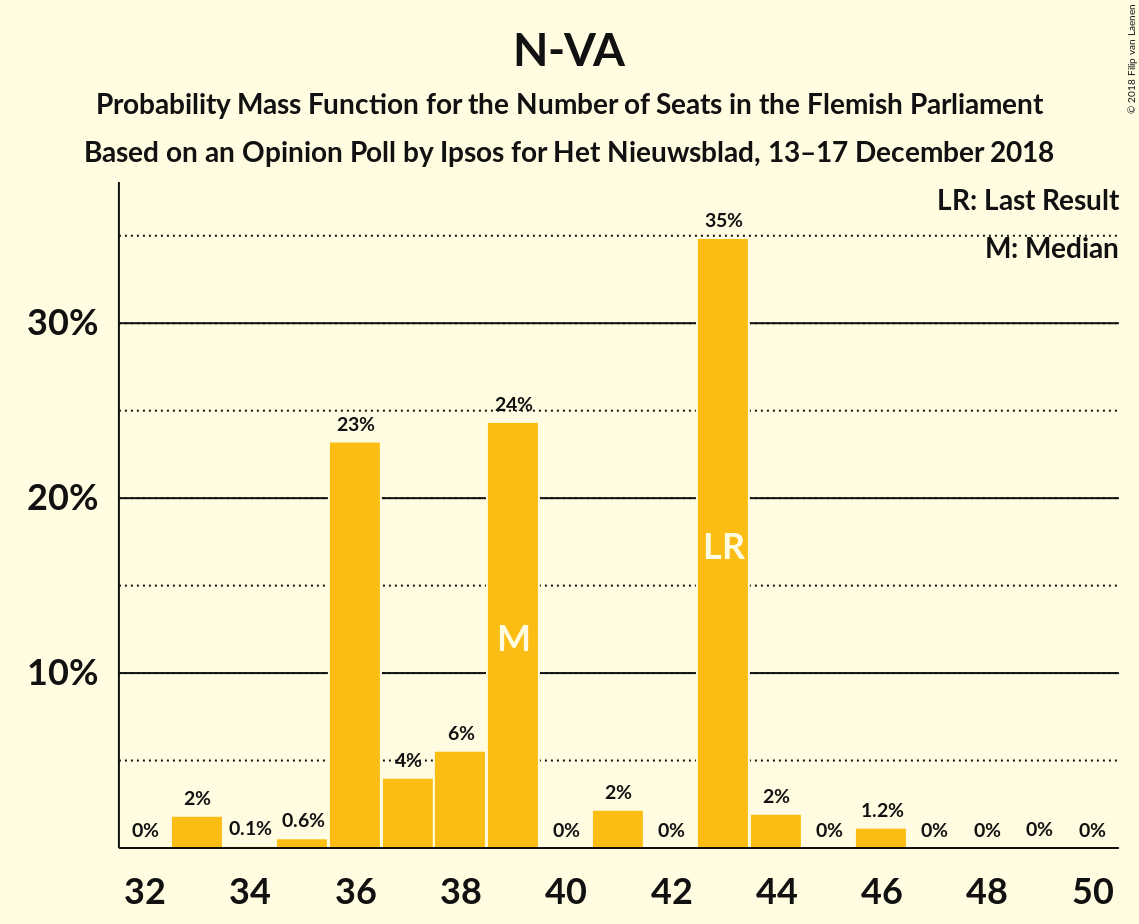 N-VA
Probability Mass Function for the Number of Seats in the Flemish Parliament
Based on an Opinion Poll by Ipsos for Het Nieuwsblad, 13–17 December 2018
© 2018 Filip van Laenen
LR: Last Result
M: Median
30%
20%
10%
0%
2%
0.1%
0.6%
23%
4%
6%
24%
0%
2%
0%
35%
2%
0%
1.2%
0%
0%
0%
0%
M
LR
32 34 36 38 40 42 44 46 48 50